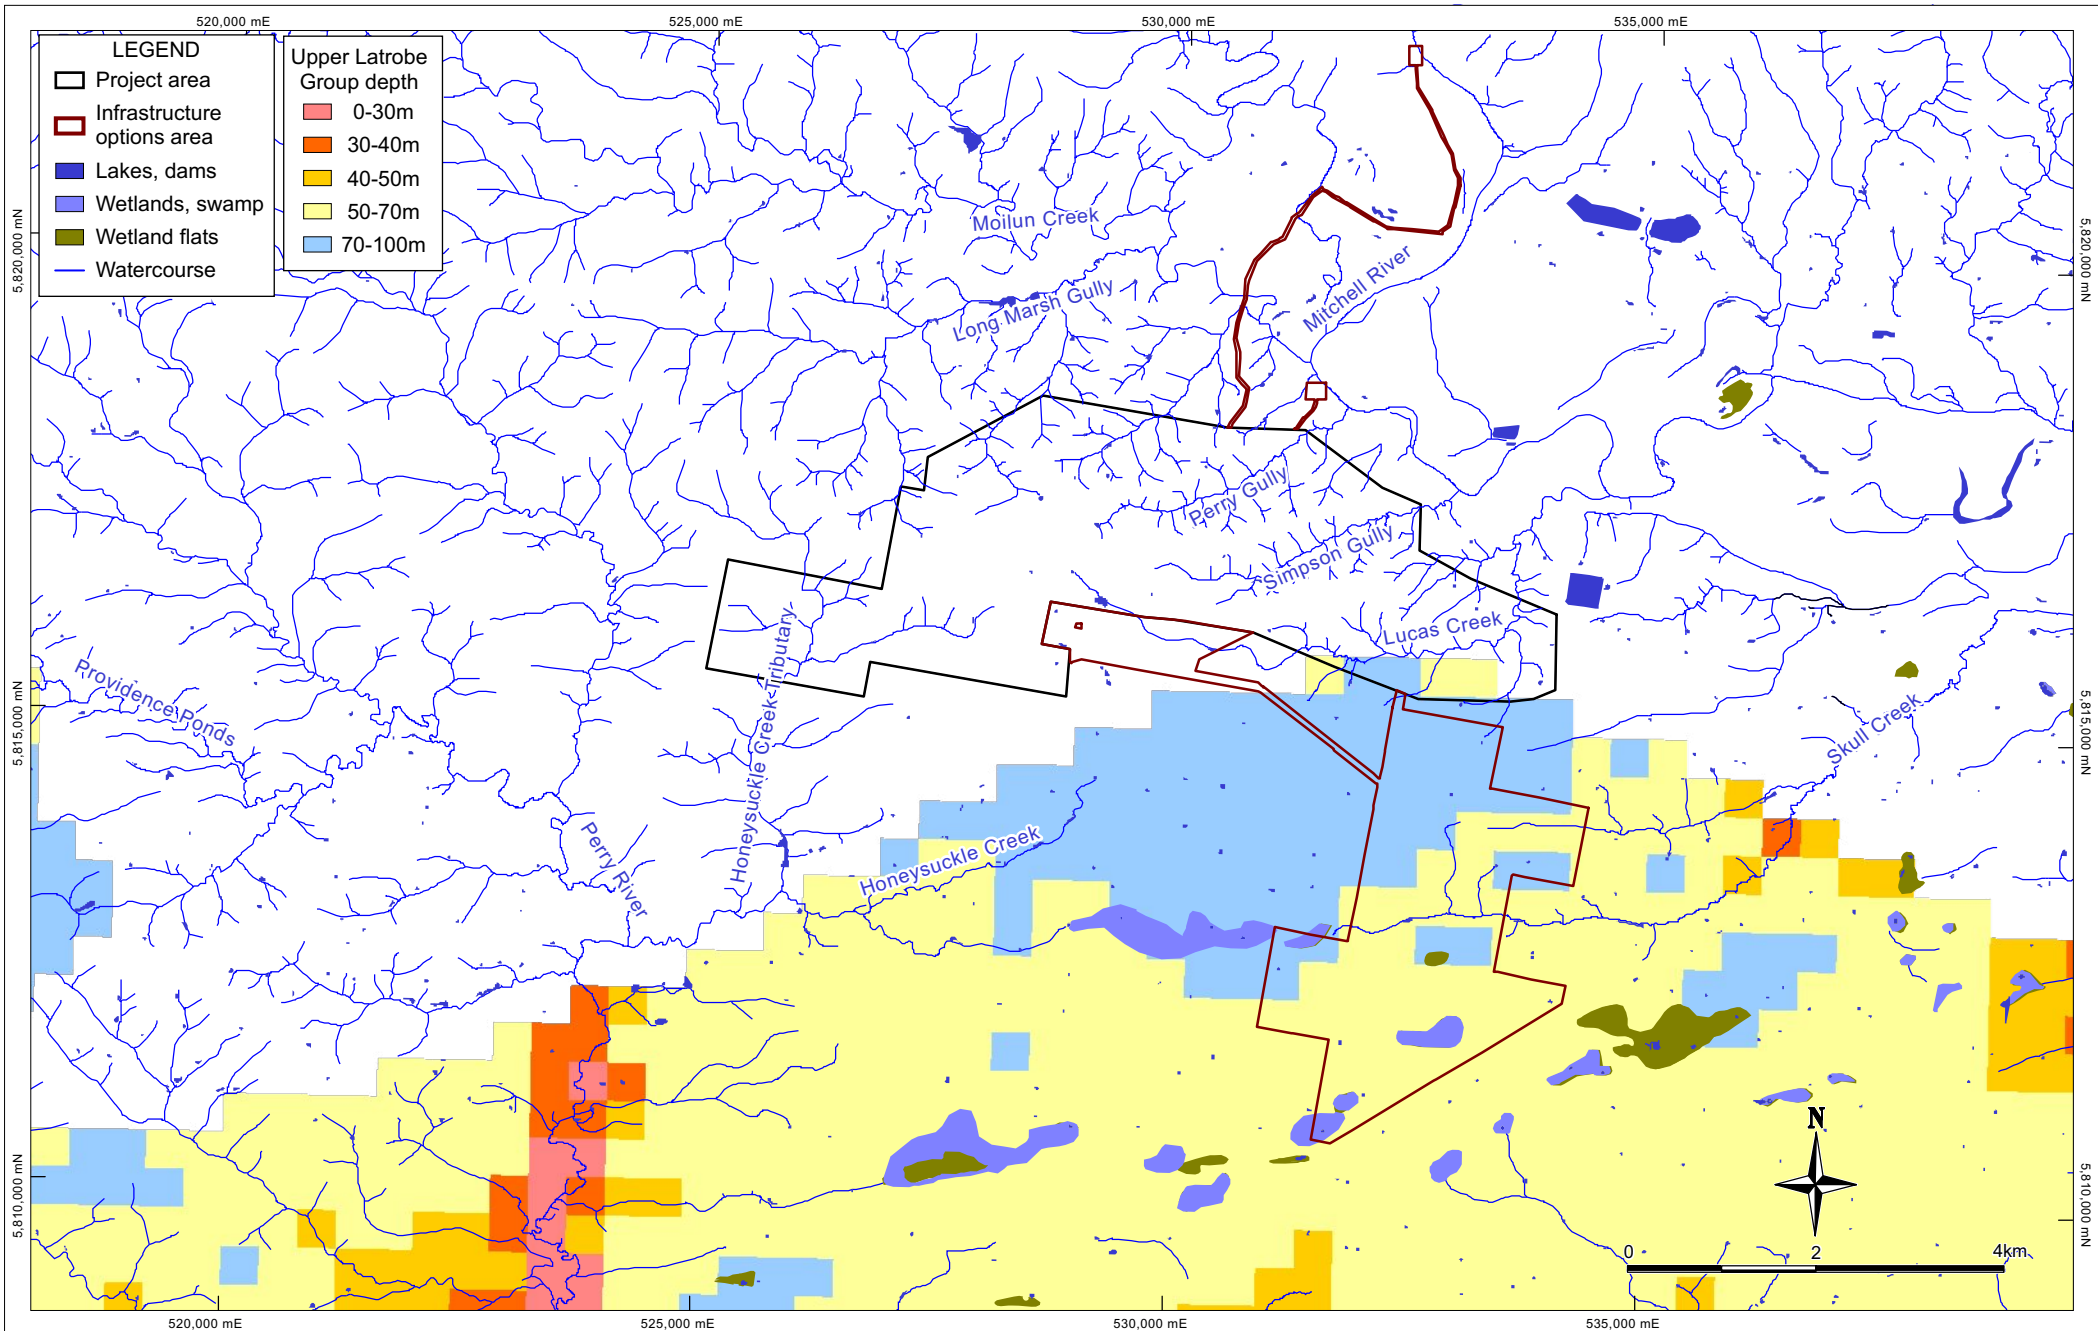 520,000 mE
525,000 mE
530,000 mE
535,000 mE
LEGEND
Project area
Infrastructure
options area
Lakes, dams
Wetlands, swamp
Wetland flats
Watercourse
Upper Latrobe
Group depth
0-30m
30-40m
40-50m
50-70m
70-100m
5,820,000 mN
5,820,000 mN
Moilun Creek
Long Marsh Gully
Mitchell River
Perry Gully
Simpson Gully
Lucas Creek
Providence Ponds
Honeysuckle Creek Tributary
Skull Creek
5,815,000 mN
5,815,000 mN
Perry River
Honeysuckle Creek
N
5,810,000 mN
5,810,000 mN
0
2
4km
520,000 mE
525,000 mE
530,000 mE
535,000 mE